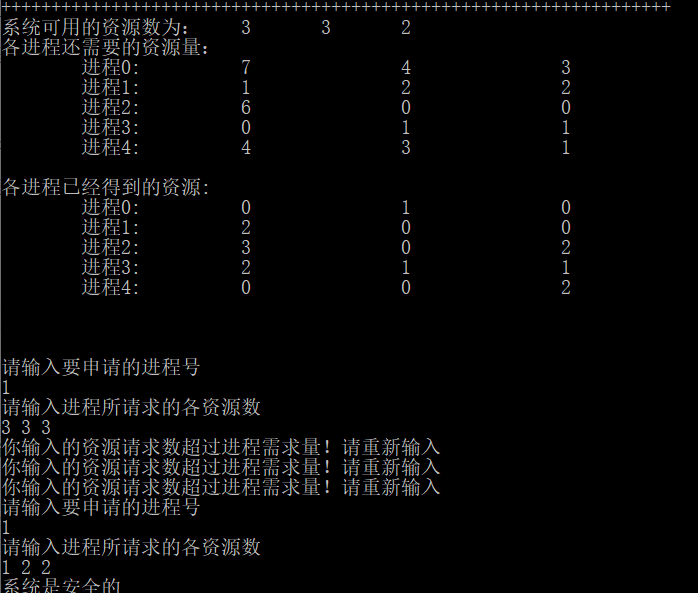 +++++++++++++++++++++++++++++++++++++++++++++++++++++++++++++++++++
系统可用的资源数为: 3 3 2
各进程还需要的资源量:
进程0: 7 4 3
进程1: 1 2 2
进程2: 6 0 0
进程3: 0 1 1
进程4: 4 3 1
各进程已经得到的资源:
进程0: 0 1 0
进程1: 2 0 0
进程2: 3 0 2
进程3: 2 1 1
进程4: 0 0 2
请输入要申请的进程号
1
请输入进程所请求的各资源数
3 3 3
你输入的资源请求数超过进程需求量!请重新输入
你输入的资源请求数超过进程需求量!请重新输入
你输入的资源请求数超过进程需求量!请重新输入
请输入要申请的进程号
1
请输入进程所请求的各资源数
1 2 2
系统是安全的